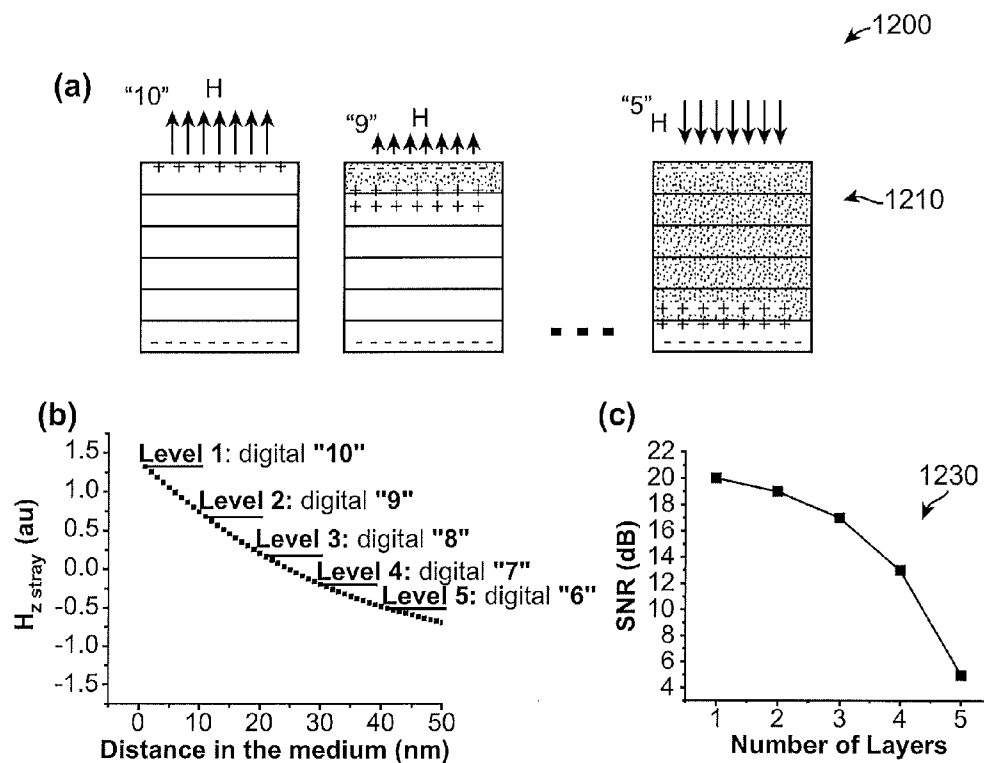 1200
(a)
"10" H
"9" H
"5" H
1210
(b)
H z stray (au)
1.5
1.0
0.5
0.0
-0.5
-1.0
-1.5
Level 1: digital "10"
Level 2: digital "9"
Level 3: digital "8"
Level 4: digital "7"
Level 5: digital "6"
0 10 20 30 40 50
Distance in the medium (nm)
(c)
1230
SNR (dB)
22
20
18
16
14
12
10
8
6
4
1 2 3 4 5
Number of Layers